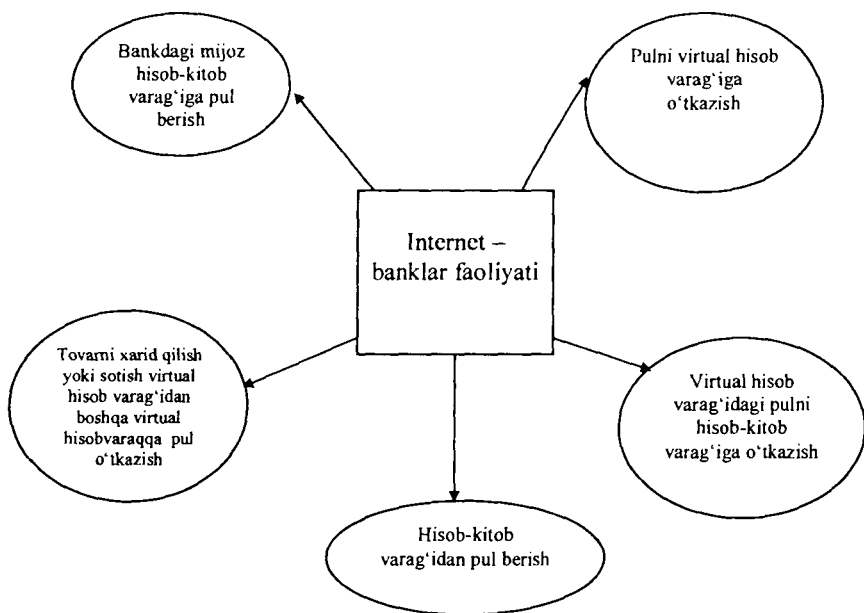 Bankdagi mijoz
hisob-kitob
varag‘iga pul
berish
Pulni virtual hisob
varag‘iga
o‘tkazish
Internet –
banklar faoliyati
Tovarni xarid qilish
yoki sotish virtual
hisob varag‘idan
boshqa virtual
hisobvaraqqa pul
o‘tkazish
Virtual hisob
varag‘idagi pulni
hisob-kitob
varag‘iga o‘tkazish
Hisob-kitob
varag‘idan pul berish